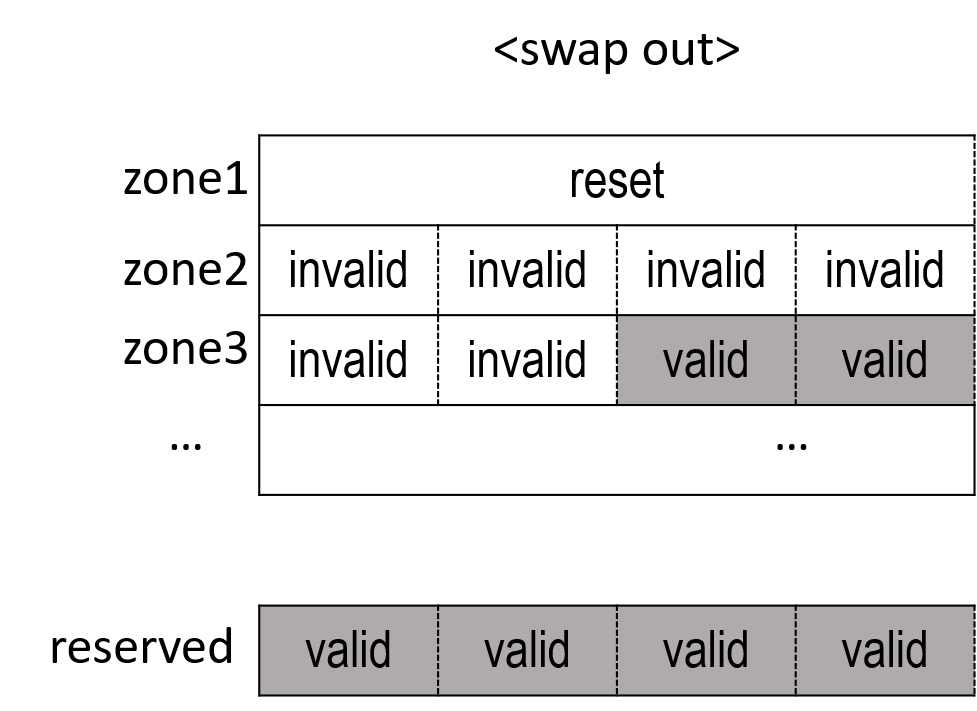 <swap out>
zone1 reset
zone2 invalid invalid invalid invalid
zone3 invalid invalid valid valid
... ...
reserved valid valid valid valid